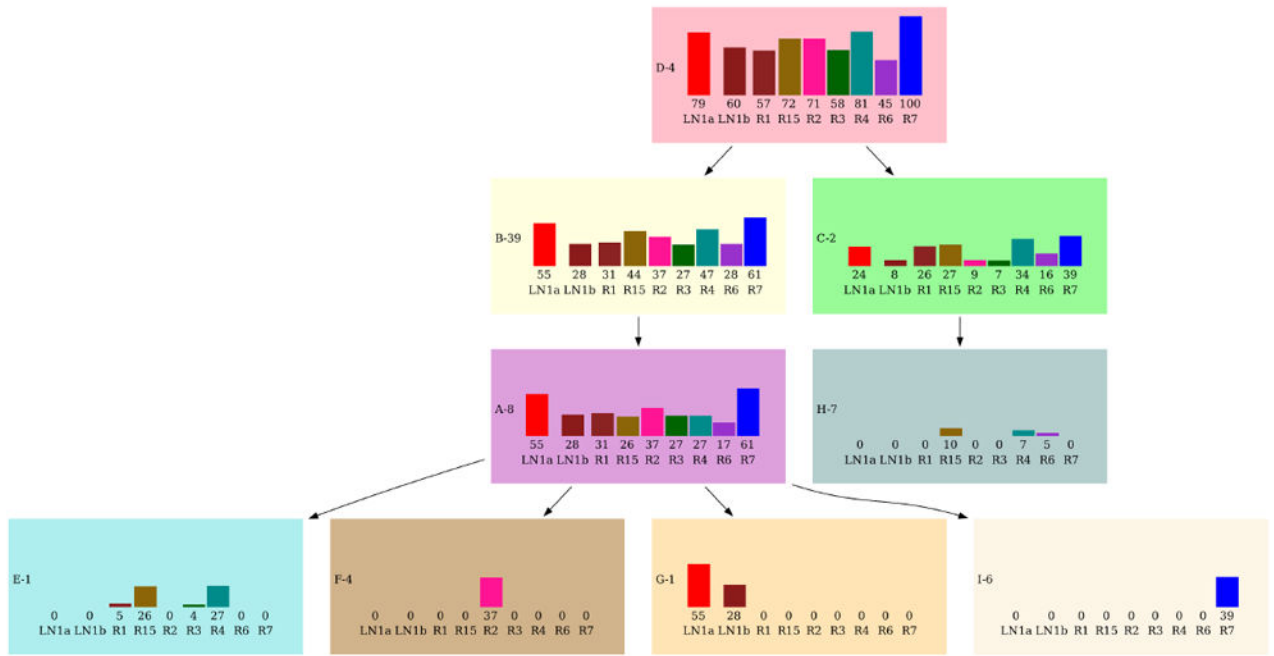 D-4
79 60 57 72 71 58 81 45 100
LN1a LN1b R1 R15 R2 R3 R4 R6 R7
B-39
55 28 31 44 37 27 47 28 61
LN1a LN1b R1 R15 R2 R3 R4 R6 R7
C-2
24 8 26 27 9 7 34 16 39
LN1a LN1b R1 R15 R2 R3 R4 R6 R7
A-8
55 28 31 26 37 27 27 17 61
LN1a LN1b R1 R15 R2 R3 R4 R6 R7
H-7
0 0 0 10 0 0 7 5 0
LN1a LN1b R1 R15 R2 R3 R4 R6 R7
E-1
0 0 5 26 0 4 27 0 0
LN1a LN1b R1 R15 R2 R3 R4 R6 R7
F-4
0 0 0 0 37 0 0 0 0
LN1a LN1b R1 R15 R2 R3 R4 R6 R7
G-1
55 28 0 0 0 0 0 0 0
LN1a LN1b R1 R15 R2 R3 R4 R6 R7
I-6
0 0 0 0 0 0 0 0 39
LN1a LN1b R1 R15 R2 R3 R4 R6 R7